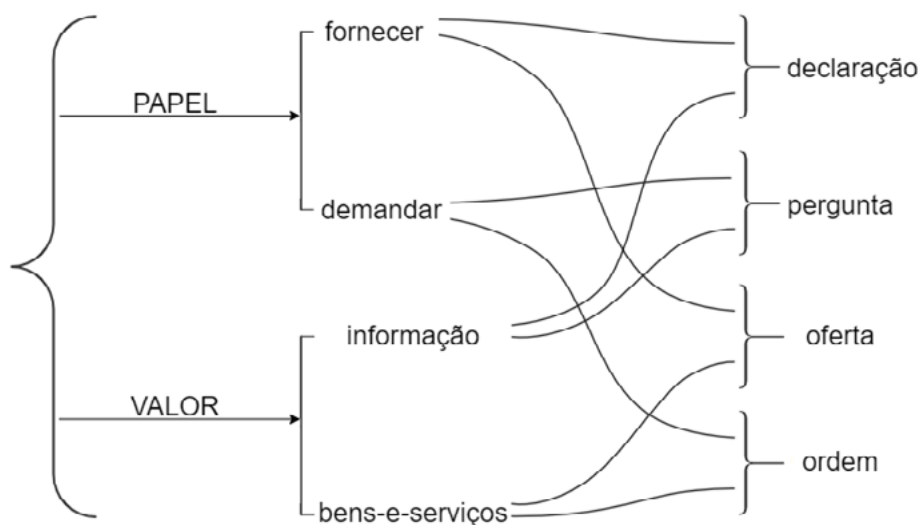 fornecer
declaração
PAPEL
demandar
pergunta
informação
oferta
VALOR
ordem
bens-e-serviços